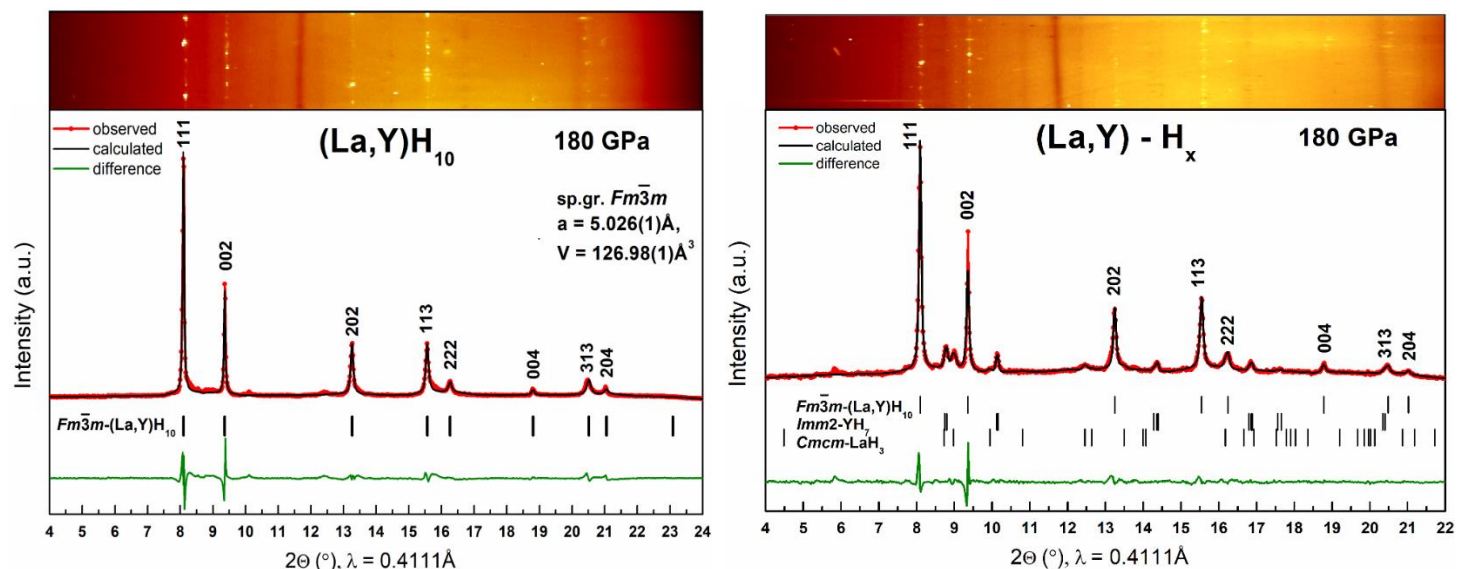 observed
calculated
difference
111
(La,Y)H10
180 GPa
sp.gr. Fm3̅m
a = 5.026(1)Å,
V = 126.98(1)Å3
002
202
113
222
004
313
204
Intensity (a.u.)
Fm3̅m-(La,Y)H10
4 5 6 7 8 9 10 11 12 13 14 15 16 17 18 19 20 21 22 23 24
2Θ (°), λ = 0.4111Å
observed
calculated
difference
111
(La,Y) - Hx
180 GPa
002
202
113
222
004
313
204
Intensity (a.u.)
Fm3̅m-(La,Y)H10
Imm2-YH7
Cmcm-LaH3
4 5 6 7 8 9 10 11 12 13 14 15 16 17 18 19 20 21 22
2Θ (°), λ = 0.4111Å